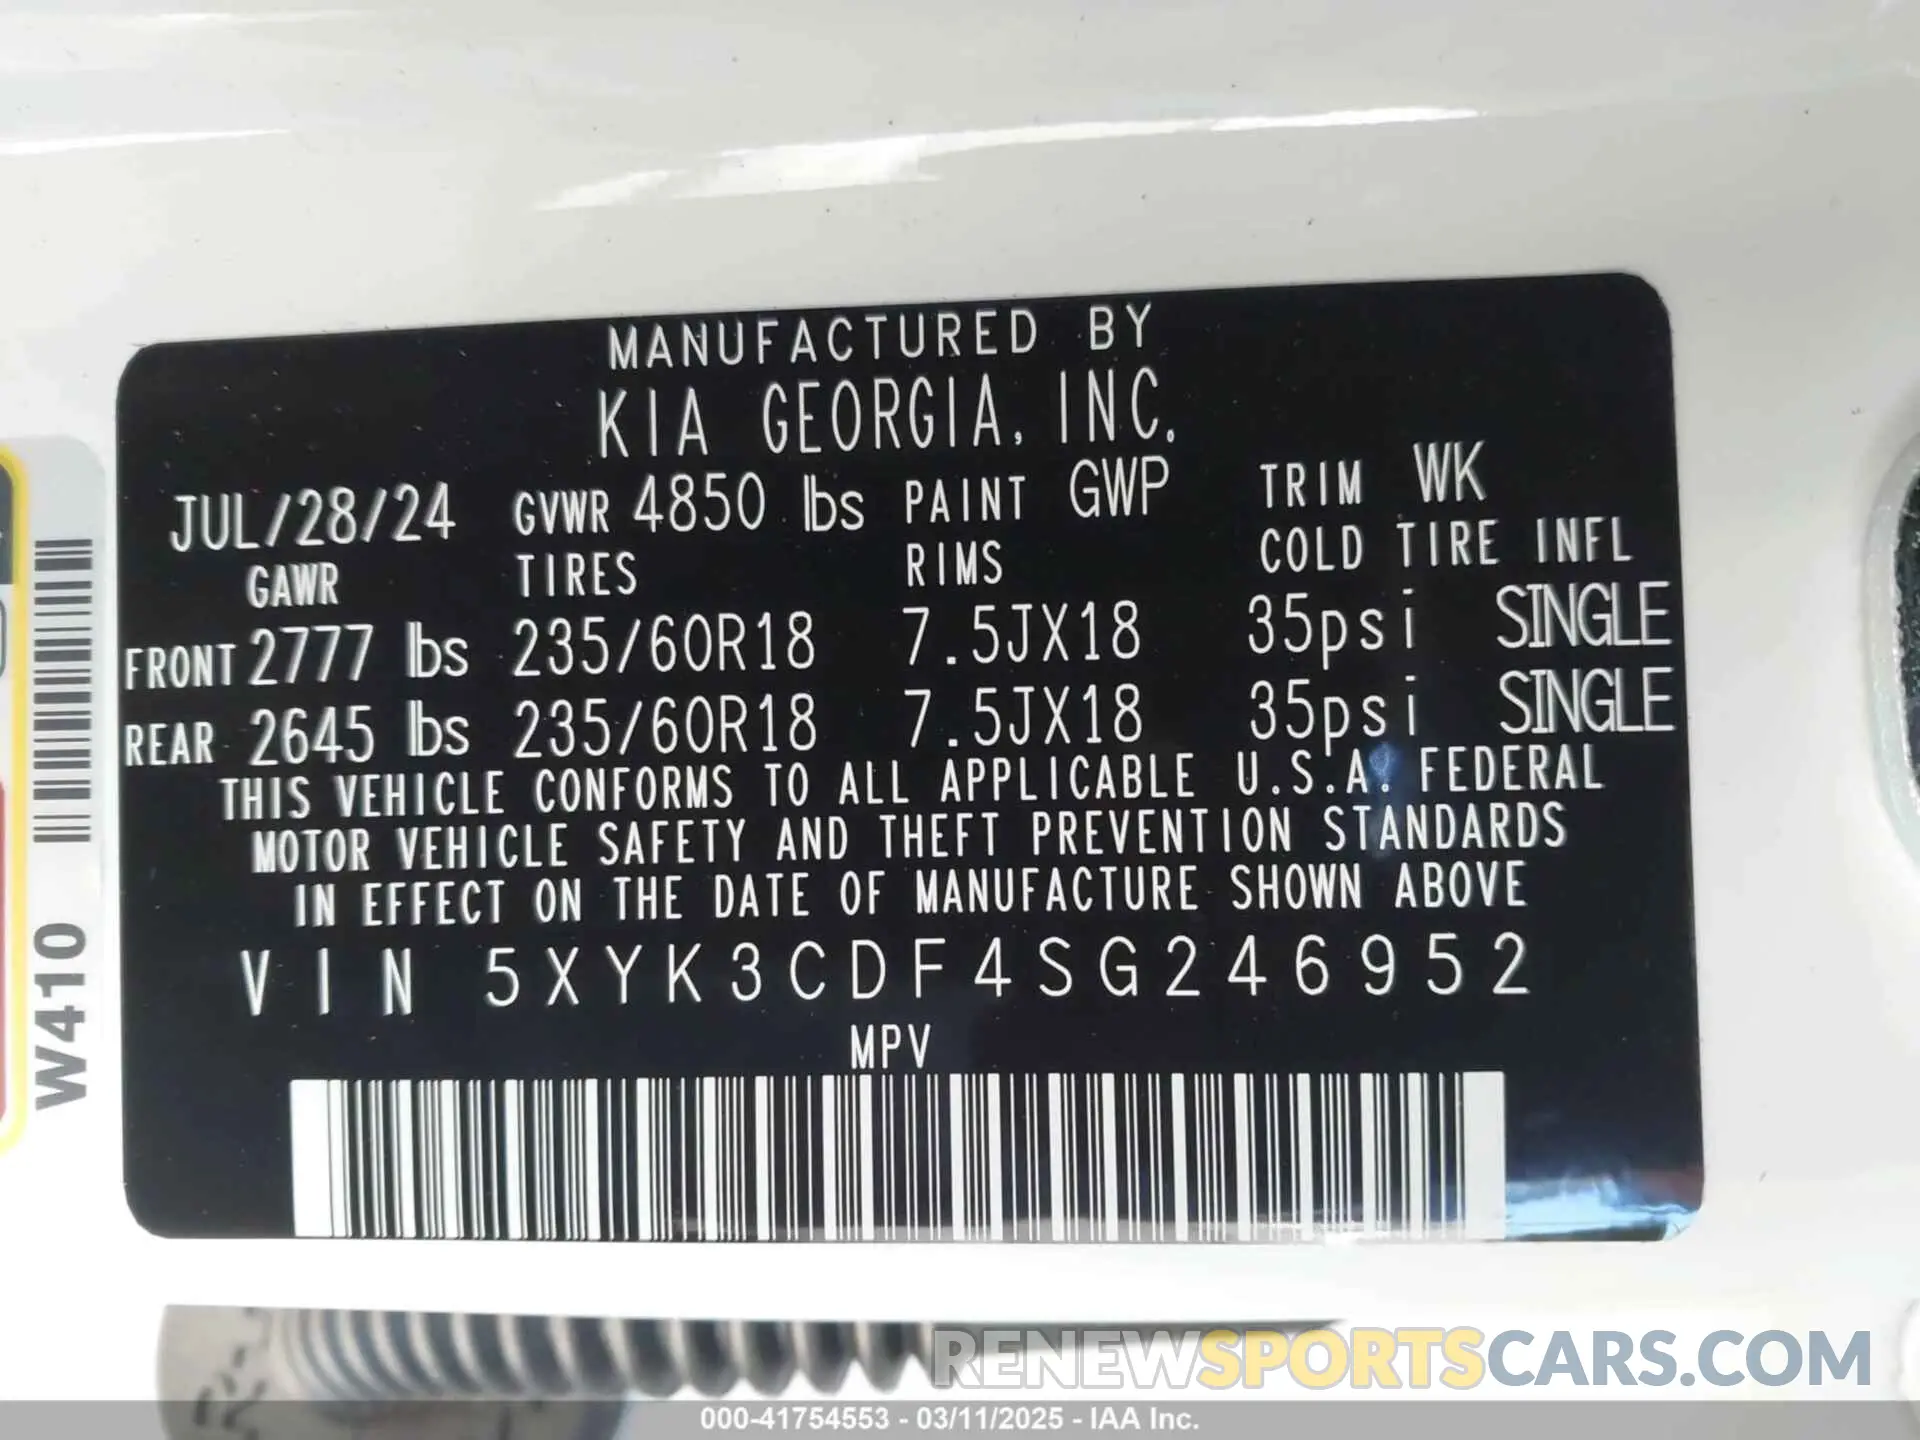 MANUFACTURED BY
KIA GEORGIA, INC.
JUL/28/24 GVWR 4850 lbs PAINT GWP TRIM WK
GAWR TIRES RIMS COLD TIRE INFL
FRONT 2777 lbs 235/60R18 7.5JX18 35psi SINGLE
REAR 2645 lbs 235/60R18 7.5JX18 35psi SINGLE
THIS VEHICLE CONFORMS TO ALL APPLICABLE U.S.A. FEDERAL
MOTOR VEHICLE SAFETY AND THEFT PREVENTION STANDARDS
IN EFFECT ON THE DATE OF MANUFACTURE SHOWN ABOVE
VIN 5XYK3CDF4SG246952
MPV
W410
RENEWSPORTSCARS.COM
000-41754553 - 03/11/2025 - IAA Inc.